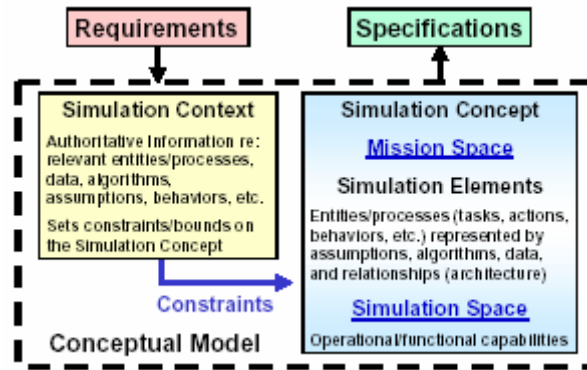 Requirements
Specifications
Simulation Context
Authoritative Information re:
relevant entities/processes,
data, algorithms,
assumptions, behaviors, etc.
Sets constraints/bounds on
the Simulation Concept
Constraints
Conceptual Model
Simulation Concept
Mission Space
Simulation Elements
Entities/processes (tasks, actions,
behaviors, etc.) represented by
assumptions, algorithms, data,
and relationships (architecture)
Simulation Space
Operational/functional capabilities